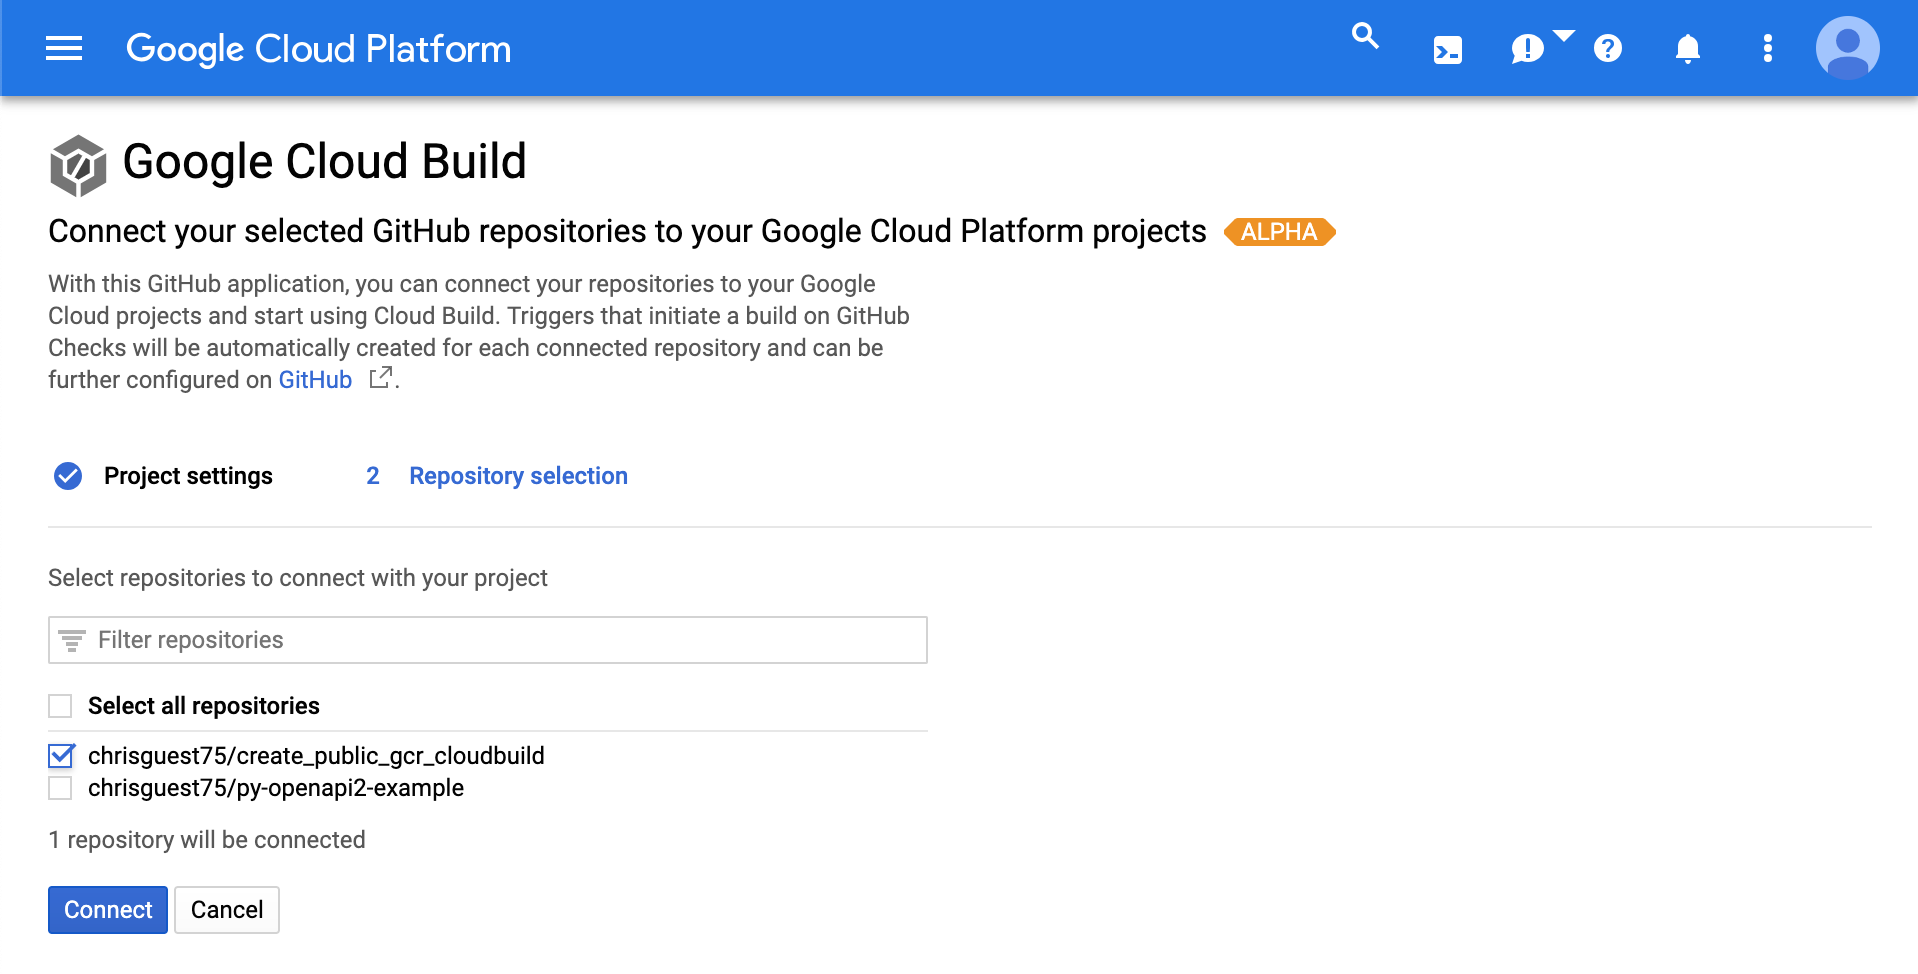 Google Cloud Platform
Google Cloud Build
Connect your selected GitHub repositories to your Google Cloud Platform projects ALPHA
With this GitHub application, you can connect your repositories to your Google
Cloud projects and start using Cloud Build. Triggers that initiate a build on GitHub
Checks will be automatically created for each connected repository and can be
further configured on GitHub .
Project settings 2 Repository selection
Select repositories to connect with your project
Filter repositories
Select all repositories
chrisguest75/create_public_gcr_cloudbuild
chrisguest75/py-openapi2-example
1 repository will be connected
Connect Cancel